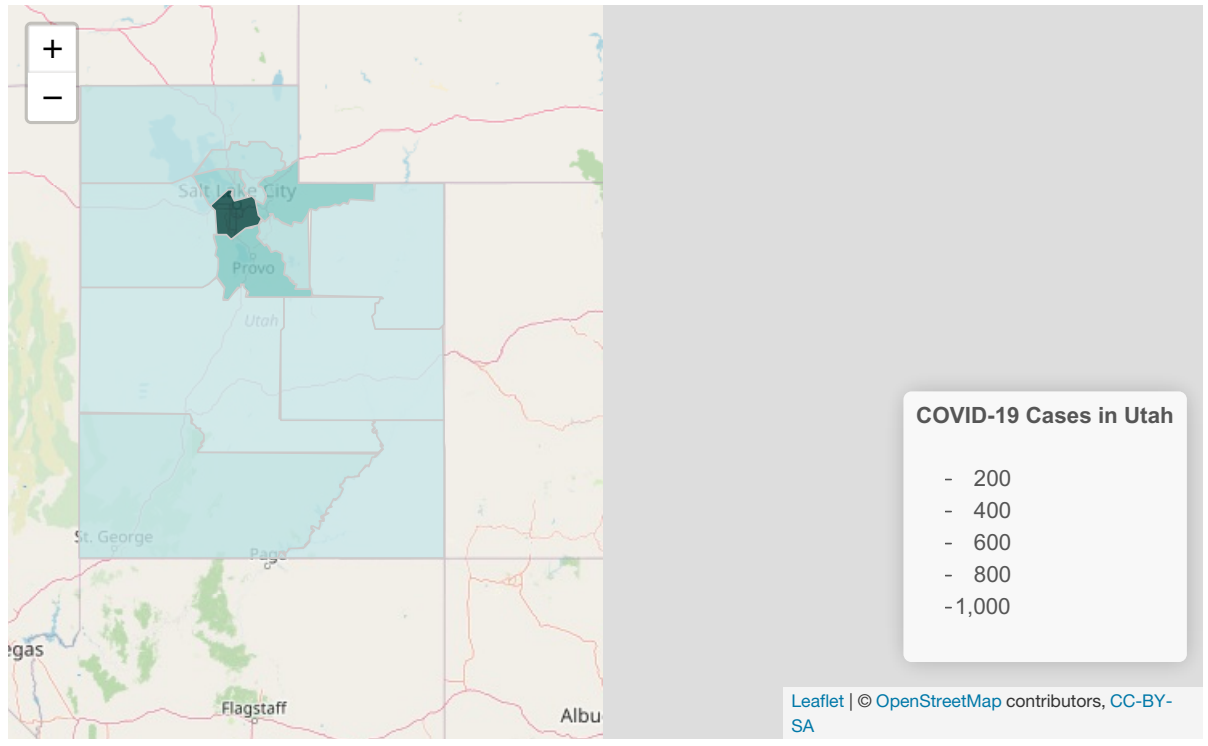 +
−
Salt Lake City
Provo
Utah
St. George
Page
egas
Flagstaff
Albu
COVID-19 Cases in Utah
- 200
- 400
- 600
- 800
-1,000
Leaflet | © OpenStreetMap contributors, CC-BY-
SA